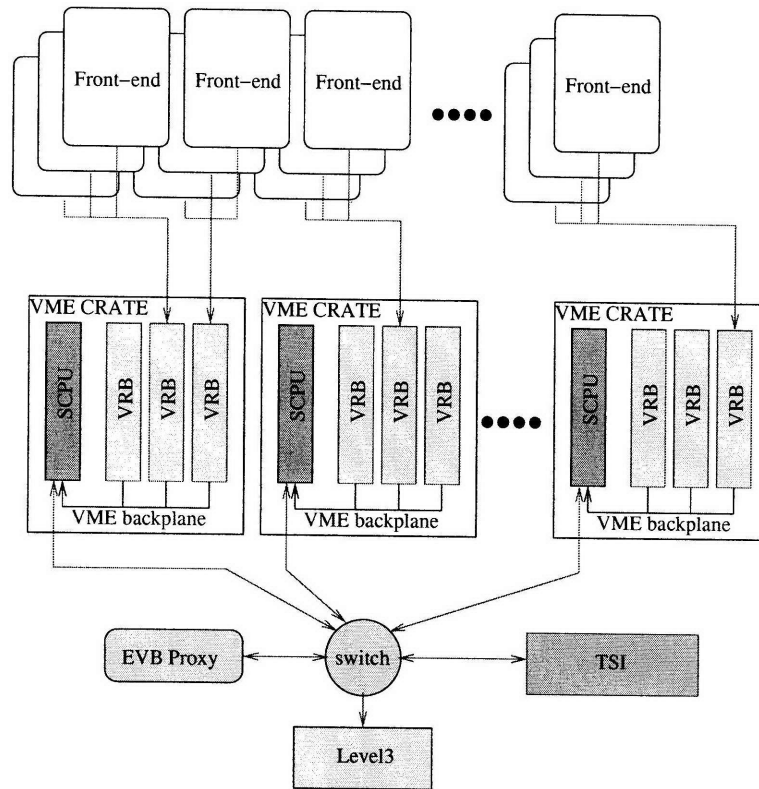 Front-end
Front-end
Front-end
Front-end
VME CRATE
SCPU
VRB
VRB
VRB
VME backplane
VME CRATE
SCPU
VRB
VRB
VRB
VME backplane
VME CRATE
SCPU
VRB
VRB
VRB
VME backplane
EVB Proxy
switch
TSI
Level3